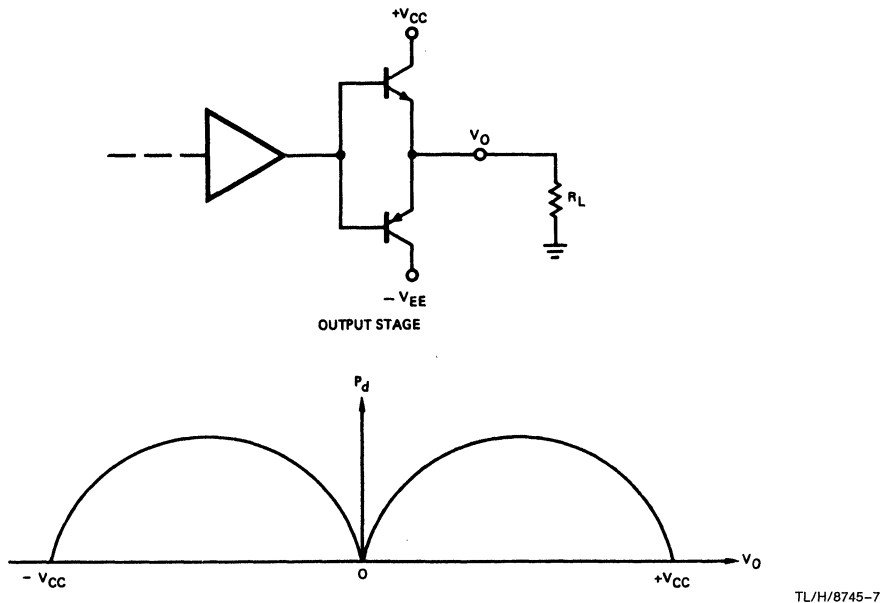 +VCC
VO
RL
− VEE
OUTPUT STAGE
Pd
− VCC
0
+VCC
VO
TL/H/8745–7